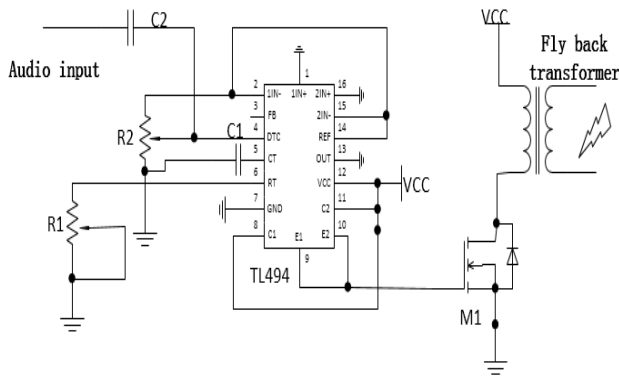 C2
VCC
Audio input
Fly back
transformer
1
2 1IN- 1IN+ 2IN+ 16
3 FB 2IN- 15
R2 4 DTC REF 14
C1 5 CT OUT 13
6 RT VCC 12 VCC
R1 7 GND C2 11
8 C1 E1 E2 10
9
TL494
M1